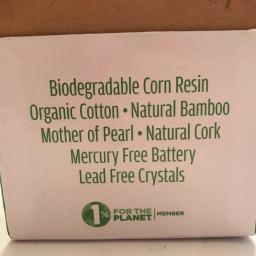 Biodegradable Corn Resin
Organic Cotton • Natural Bamboo
Mother of Pearl • Natural Cork
Mercury Free Battery
Lead Free Crystals
1% FOR THE
PLANET | MEMBER